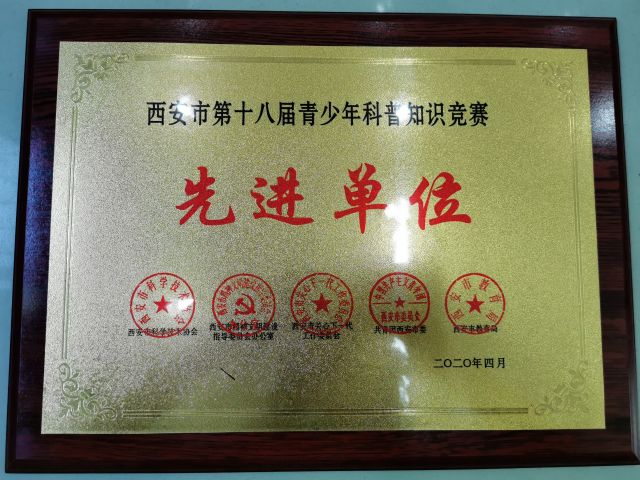 西安市第十八届青少年科普知识竞赛
先进单位
西安市科学技术协会
西安市精神文明建设
指导委员会办公室
西安市关心下一代
工作委员会
共青团西安市委
西安市教育局
二〇二〇年四月